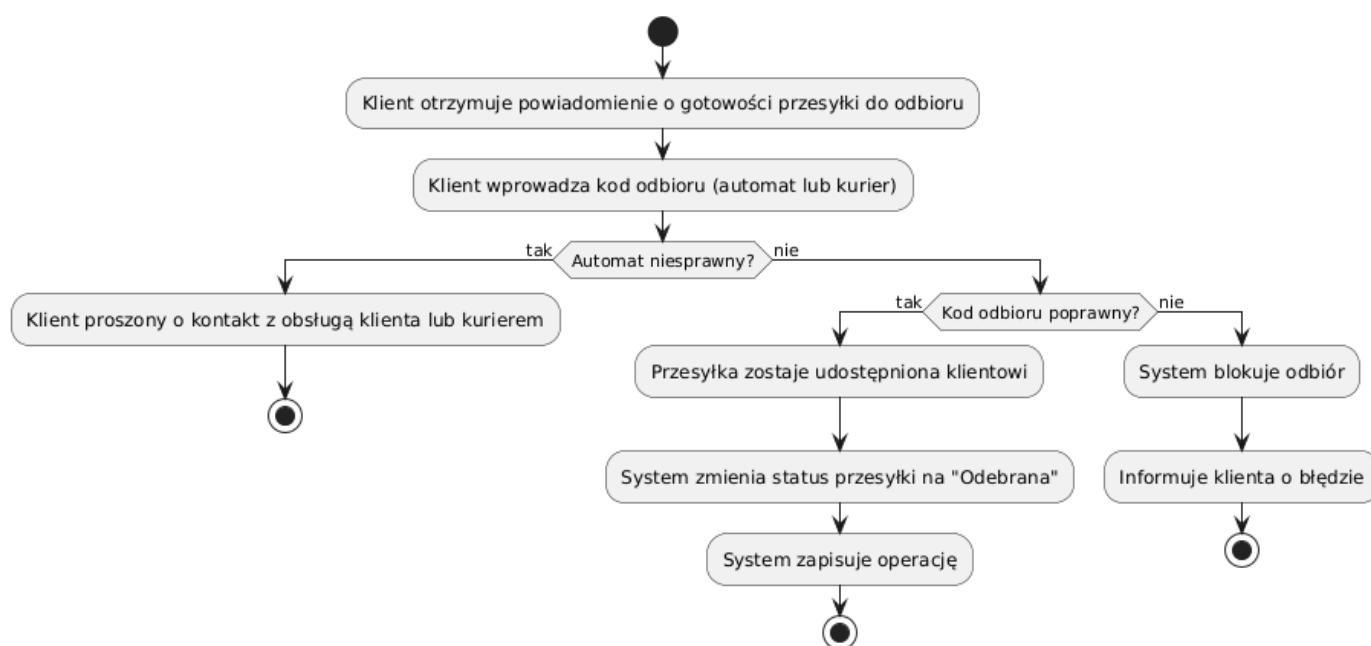 Klient otrzymuje powiadomienie o gotowości przesyłki do odbioru
Klient wprowadza kod odbioru (automat lub kurier)
tak
Automat niesprawny?
nie
Klient proszony o kontakt z obsługą klienta lub kurierem
tak
Kod odbioru poprawny?
nie
Przesyłka zostaje udostępniona klientowi
System blokuje odbiór
System zmienia status przesyłki na "Odebrana"
Informuje klienta o błędzie
System zapisuje operację